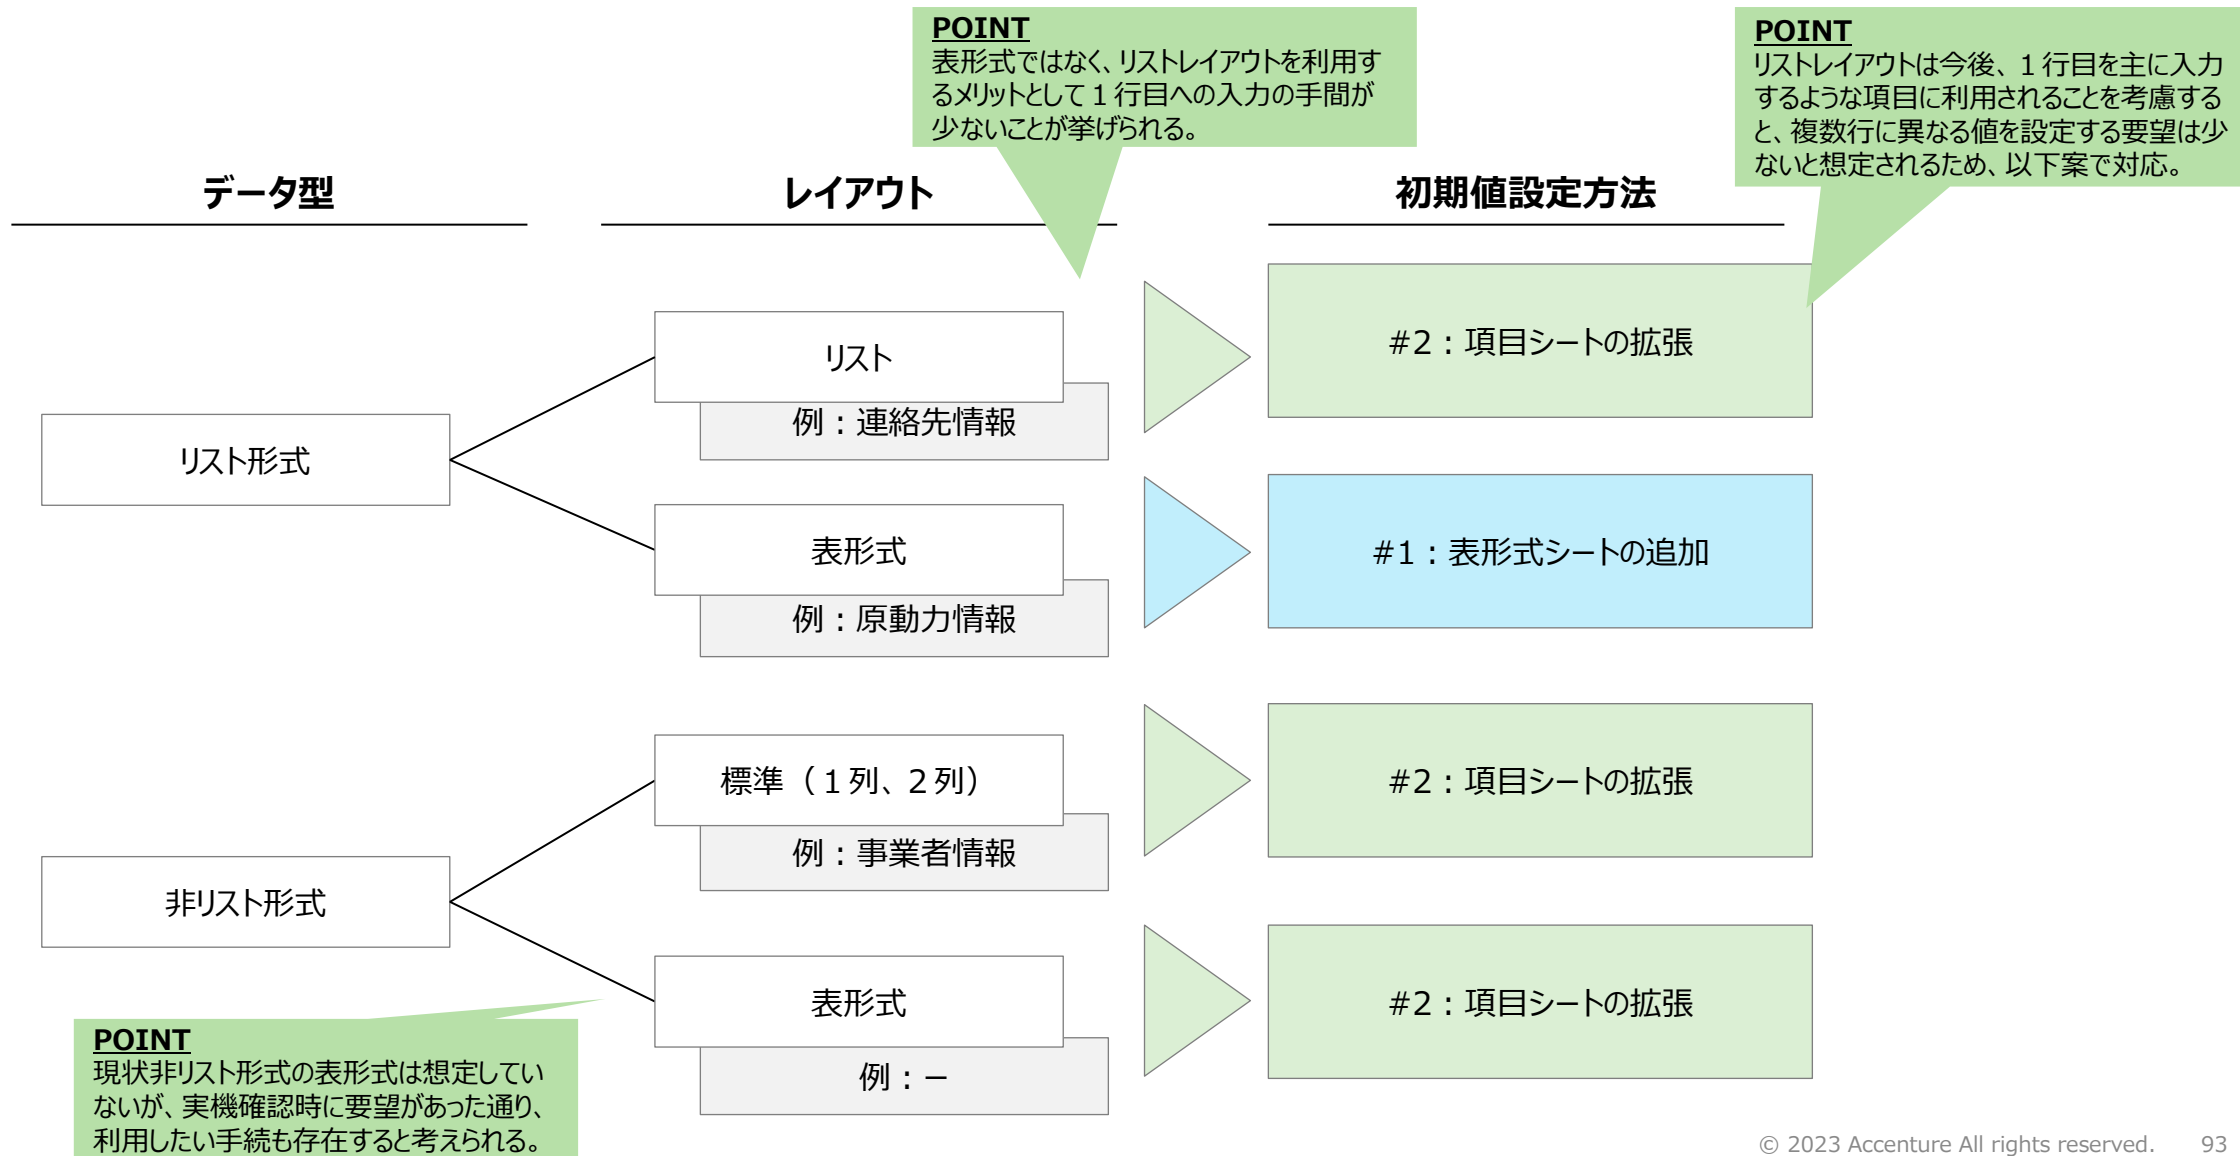 POINT
表形式ではなく、リストレイアウトを利用す
るメリットとして１行目への入力の手間が
少ないことが挙げられる。
POINT
リストレイアウトは今後、１行目を主に入力
するような項目に利用されることを考慮する
と、複数行に異なる値を設定する要望は少
ないと想定されるため、以下案で対応。
データ型
レイアウト
初期値設定方法
リスト形式
リスト
例：連絡先情報
#2：項目シートの拡張
表形式
例：原動力情報
#1：表形式シートの追加
非リスト形式
標準（１列、２列）
例：事業者情報
#2：項目シートの拡張
表形式
例：－
#2：項目シートの拡張
POINT
現状非リスト形式の表形式は想定してい
ないが、実機確認時に要望があった通り、
利用したい手続も存在すると考えられる。
© 2023 Accenture All rights reserved. 93